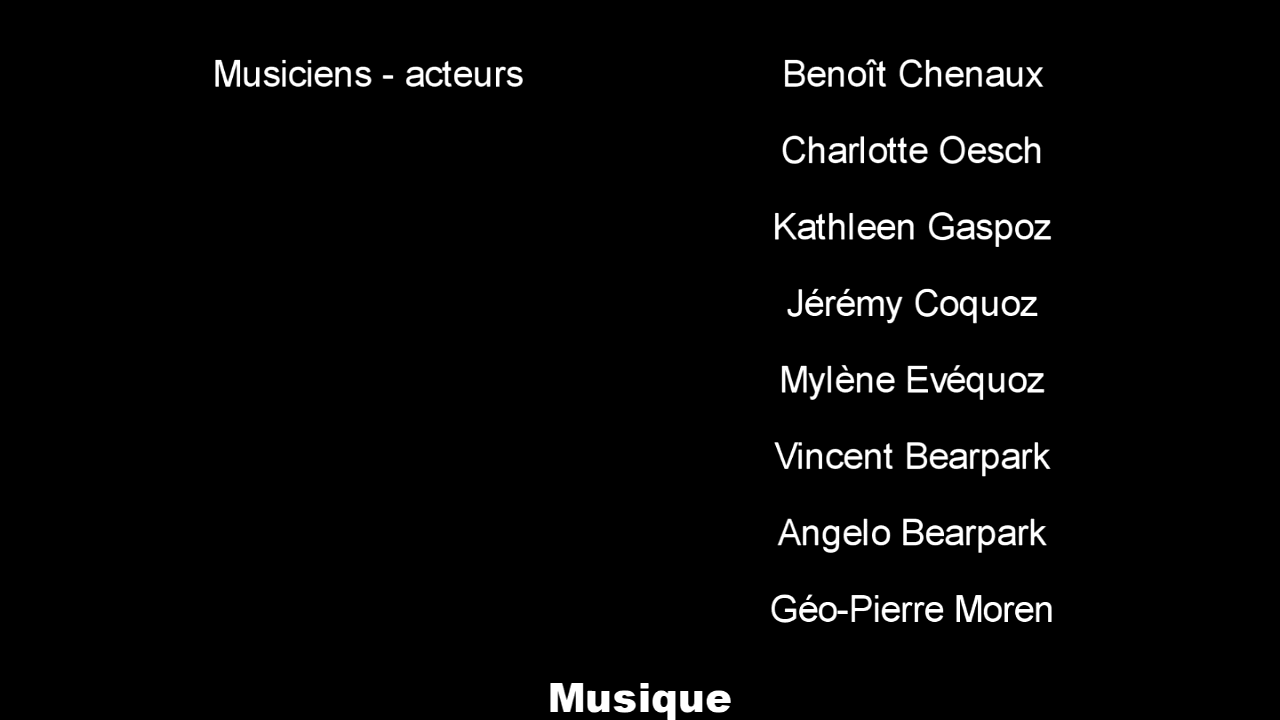 Musiciens - acteurs Benoît Chenaux
Charlotte Oesch
Kathleen Gaspoz
Jérémy Coquoz
Mylène Evéquoz
Vincent Bearpark
Angelo Bearpark
Géo-Pierre Moren
Musique